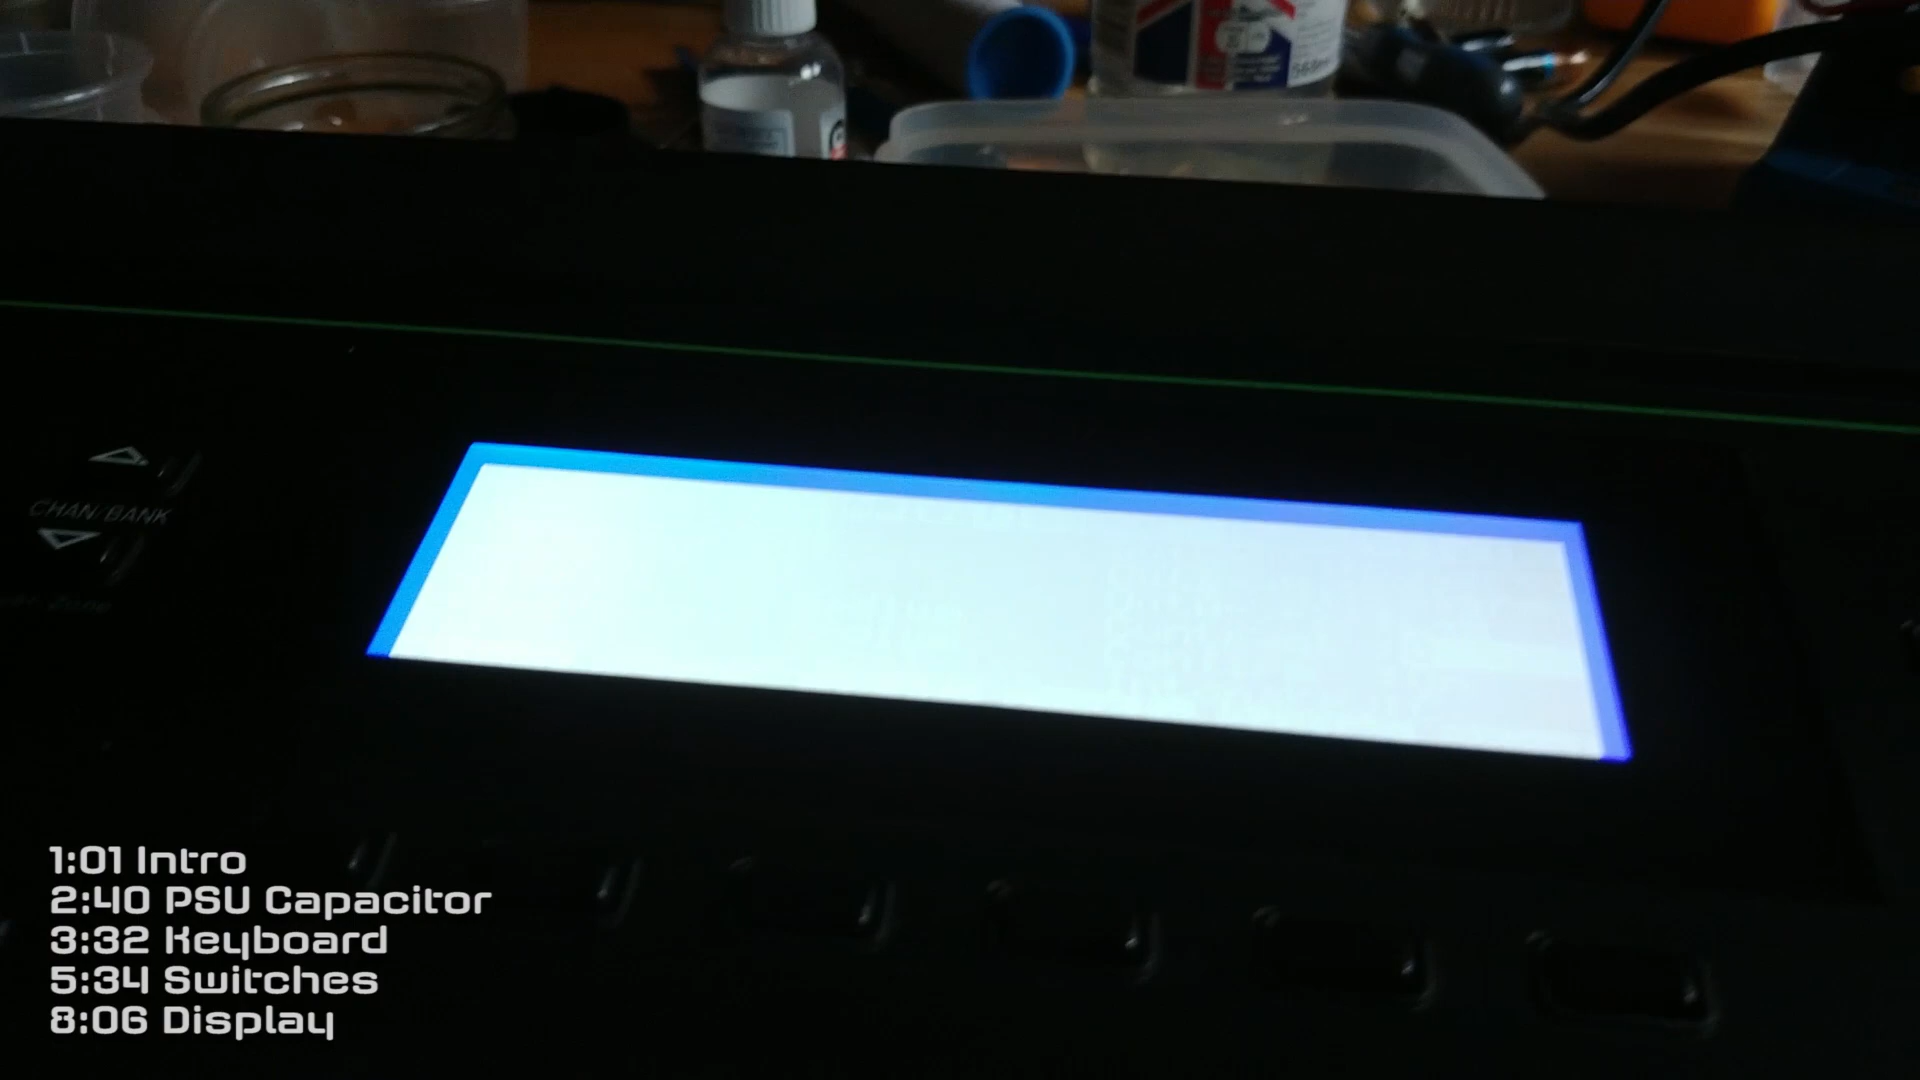 CHAN/BANK
1:01 Intro
2:40 PSU Capacitor
3:32 Keyboard
5:34 Switches
8:06 Display